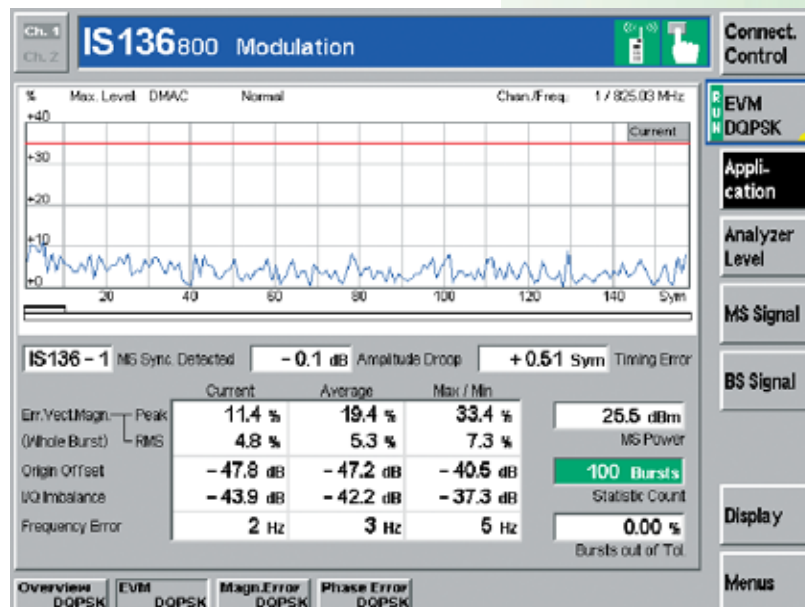 Ch. 1
Ch. 2
IS136 800 Modulation
Connect. Control
% Max. Level DMAC Normal Chan./Freq.: 1 / 825.03 MHz
+40
Current
+30
+20
+10
+0
20 40 60 80 100 120 140 Sym
RUN
EVM DQPSK
Appli- cation
Analyzer Level
MS Signal
BS Signal
IS136 - 1 MS Sync. Detected - 0.1 dB Amplitude Droop + 0.51 Sym Timing Error
Current Average Max / Min
Err.Vect.Magn. Peak 11.4 % 19.4 % 33.4 % 25.5 dBm
(Whole Burst) RMS 4.8 % 5.3 % 7.3 % MS Power
Origin Offset - 47.8 dB - 47.2 dB - 40.5 dB 100 Bursts
I/Q Imbalance - 43.9 dB - 42.2 dB - 37.3 dB Statistic Count
Frequency Error 2 Hz 3 Hz 5 Hz 0.00 %
Bursts out of Tol.
Display
Menus
Overview DQPSK
EVM DQPSK
Magn.Error DQPSK
Phase Error DQPSK